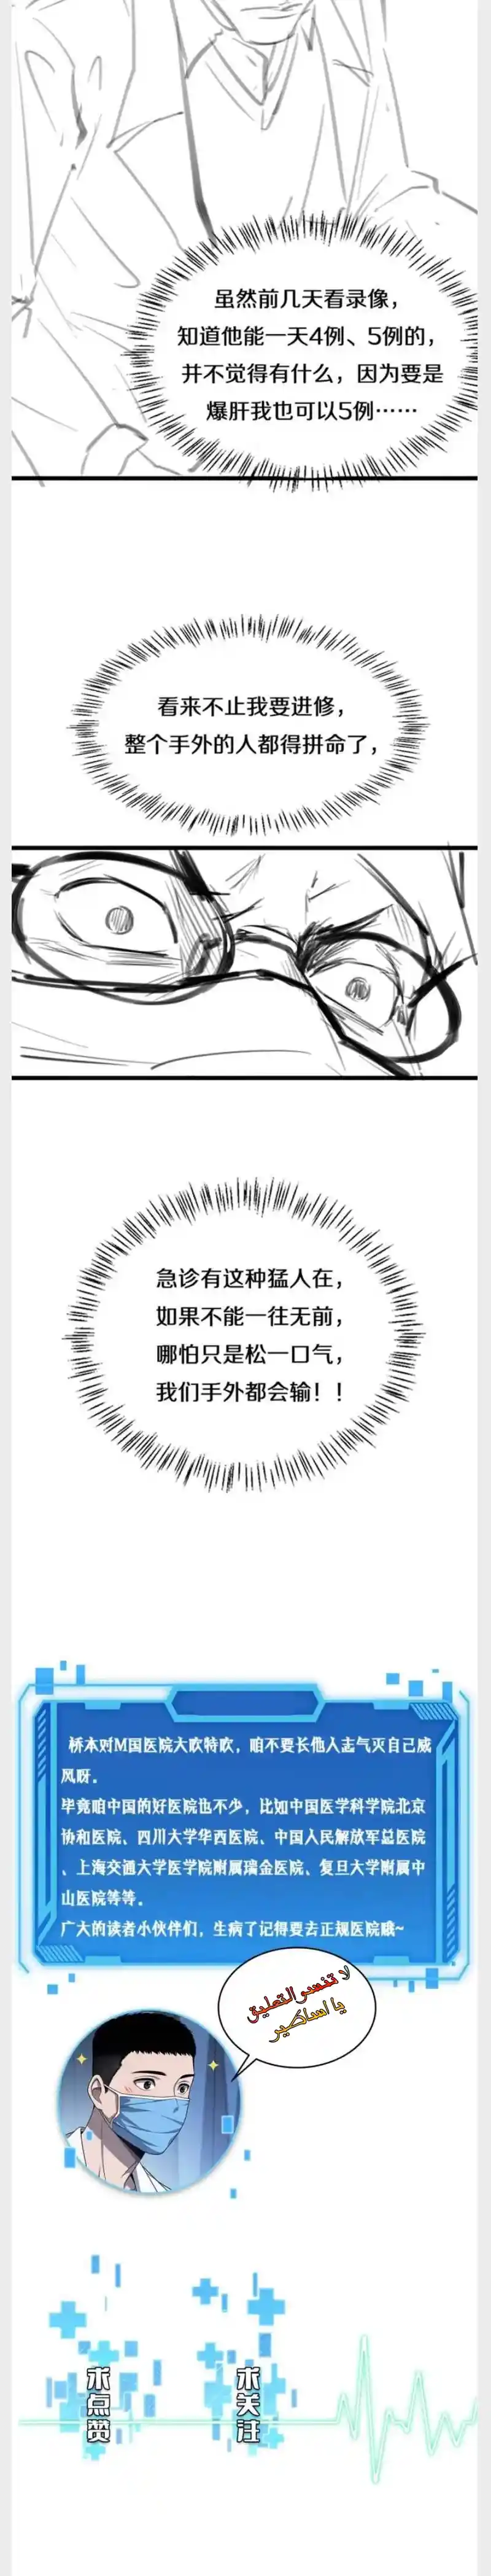 虽然前几天看录像，
知道他能一天4例、5例的，
并不觉得有什么，因为要是
爆肝我也可以5例……
看来不止我要进修，
整个手外的人都得拼命了，
急诊有这种猛人在，
如果不能一往无前，
哪怕只是松一口气，
我们手外都会输！！
桥本对M国医院大吹特吹，咱不要长他人志气灭自己威
风呀。
毕竟咱中国的好医院也不少，比如中国医学科学院北京
协和医院、四川大学华西医院、中国人民解放军总医院
、上海交通大学医学院附属瑞金医院、复旦大学附属中
山医院等等。
广大的读者小伙伴们，生病了记得要去正规医院哦~
لا تنسو التعليق
يا اساطير
求点赞
求关注